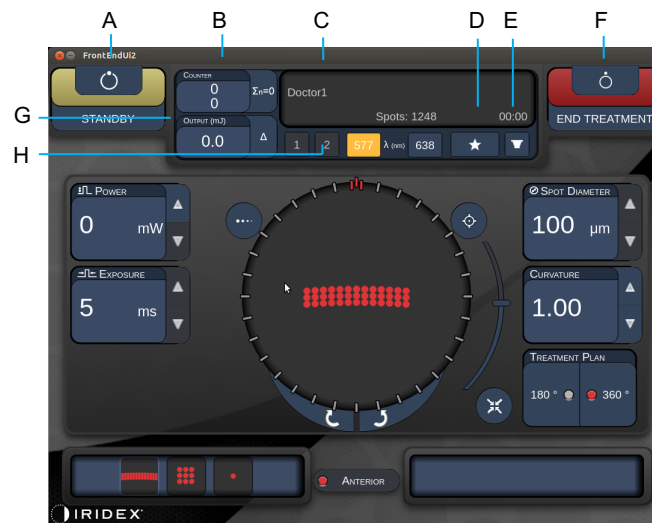 A
B
C
D
E
F
G
H
FrontEndUi2
STANDBY
COUNTER
0
0
Σn=0
OUTPUT (mJ)
0.0
Δ
Doctor1
Spots: 1248
00:00
1
2
577
λ (nm)
638
END TREATMENT
POWER
0
mW
EXPOSURE
5
ms
SPOT DIAMETER
100
µm
CURVATURE
1.00
TREATMENT PLAN
180 °
360 °
ANTERIOR
IRIDEX